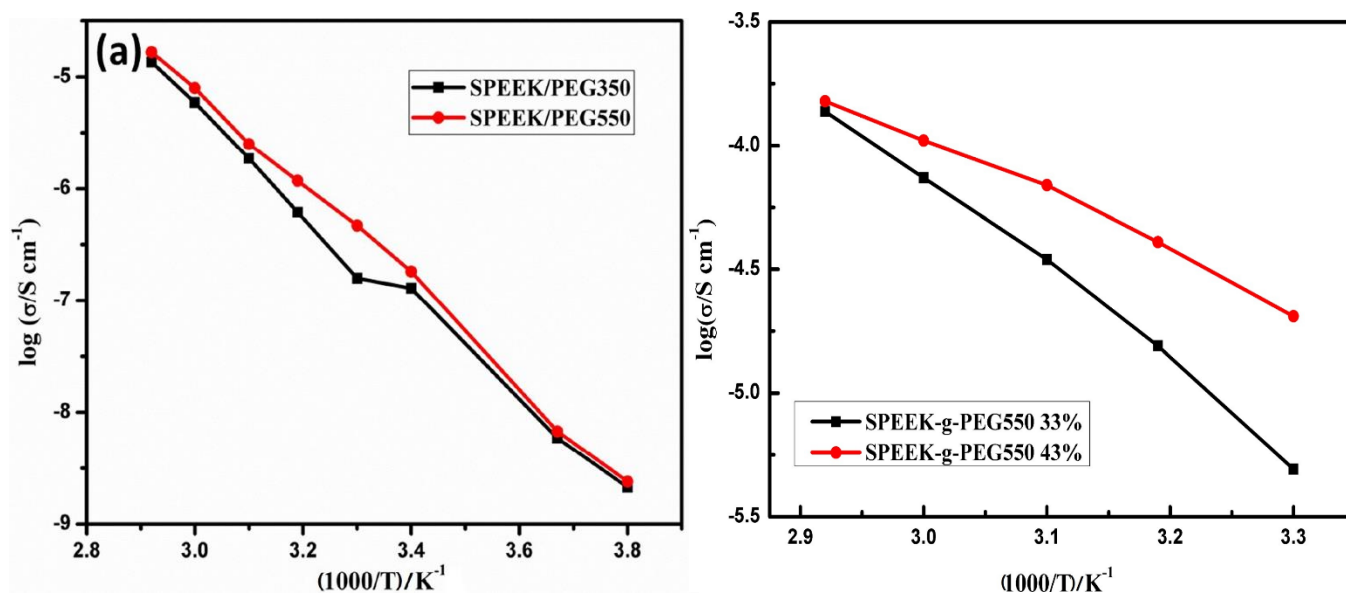 (a)
SPEEK/PEG350
SPEEK/PEG550
log (σ/S cm⁻¹)
-5
-6
-7
-8
-9
2.8 3.0 3.2 3.4 3.6 3.8
(1000/T)/K⁻¹
SPEEK-g-PEG550 33%
SPEEK-g-PEG550 43%
log(σ/S cm⁻¹)
-3.5
-4.0
-4.5
-5.0
-5.5
2.9 3.0 3.1 3.2 3.3
(1000/T)/K⁻¹